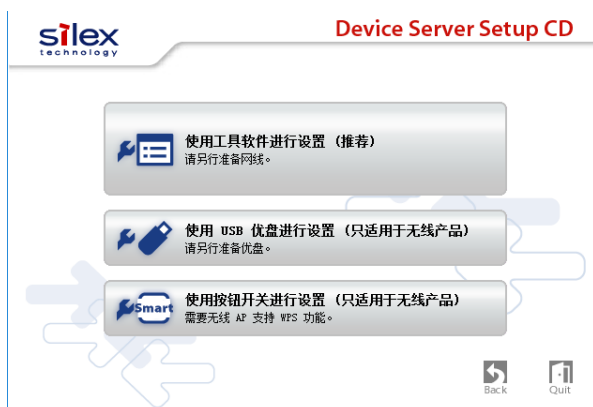 silex
technology
Device Server Setup CD
使用工具软件进行设置 (推荐)
请另行准备网线。
使用 USB 优盘进行设置 (只适用于无线产品)
请另行准备优盘。
Smart
使用按钮开关进行设置 (只适用于无线产品)
需要无线 AP 支持 WPS 功能。
Back
Quit